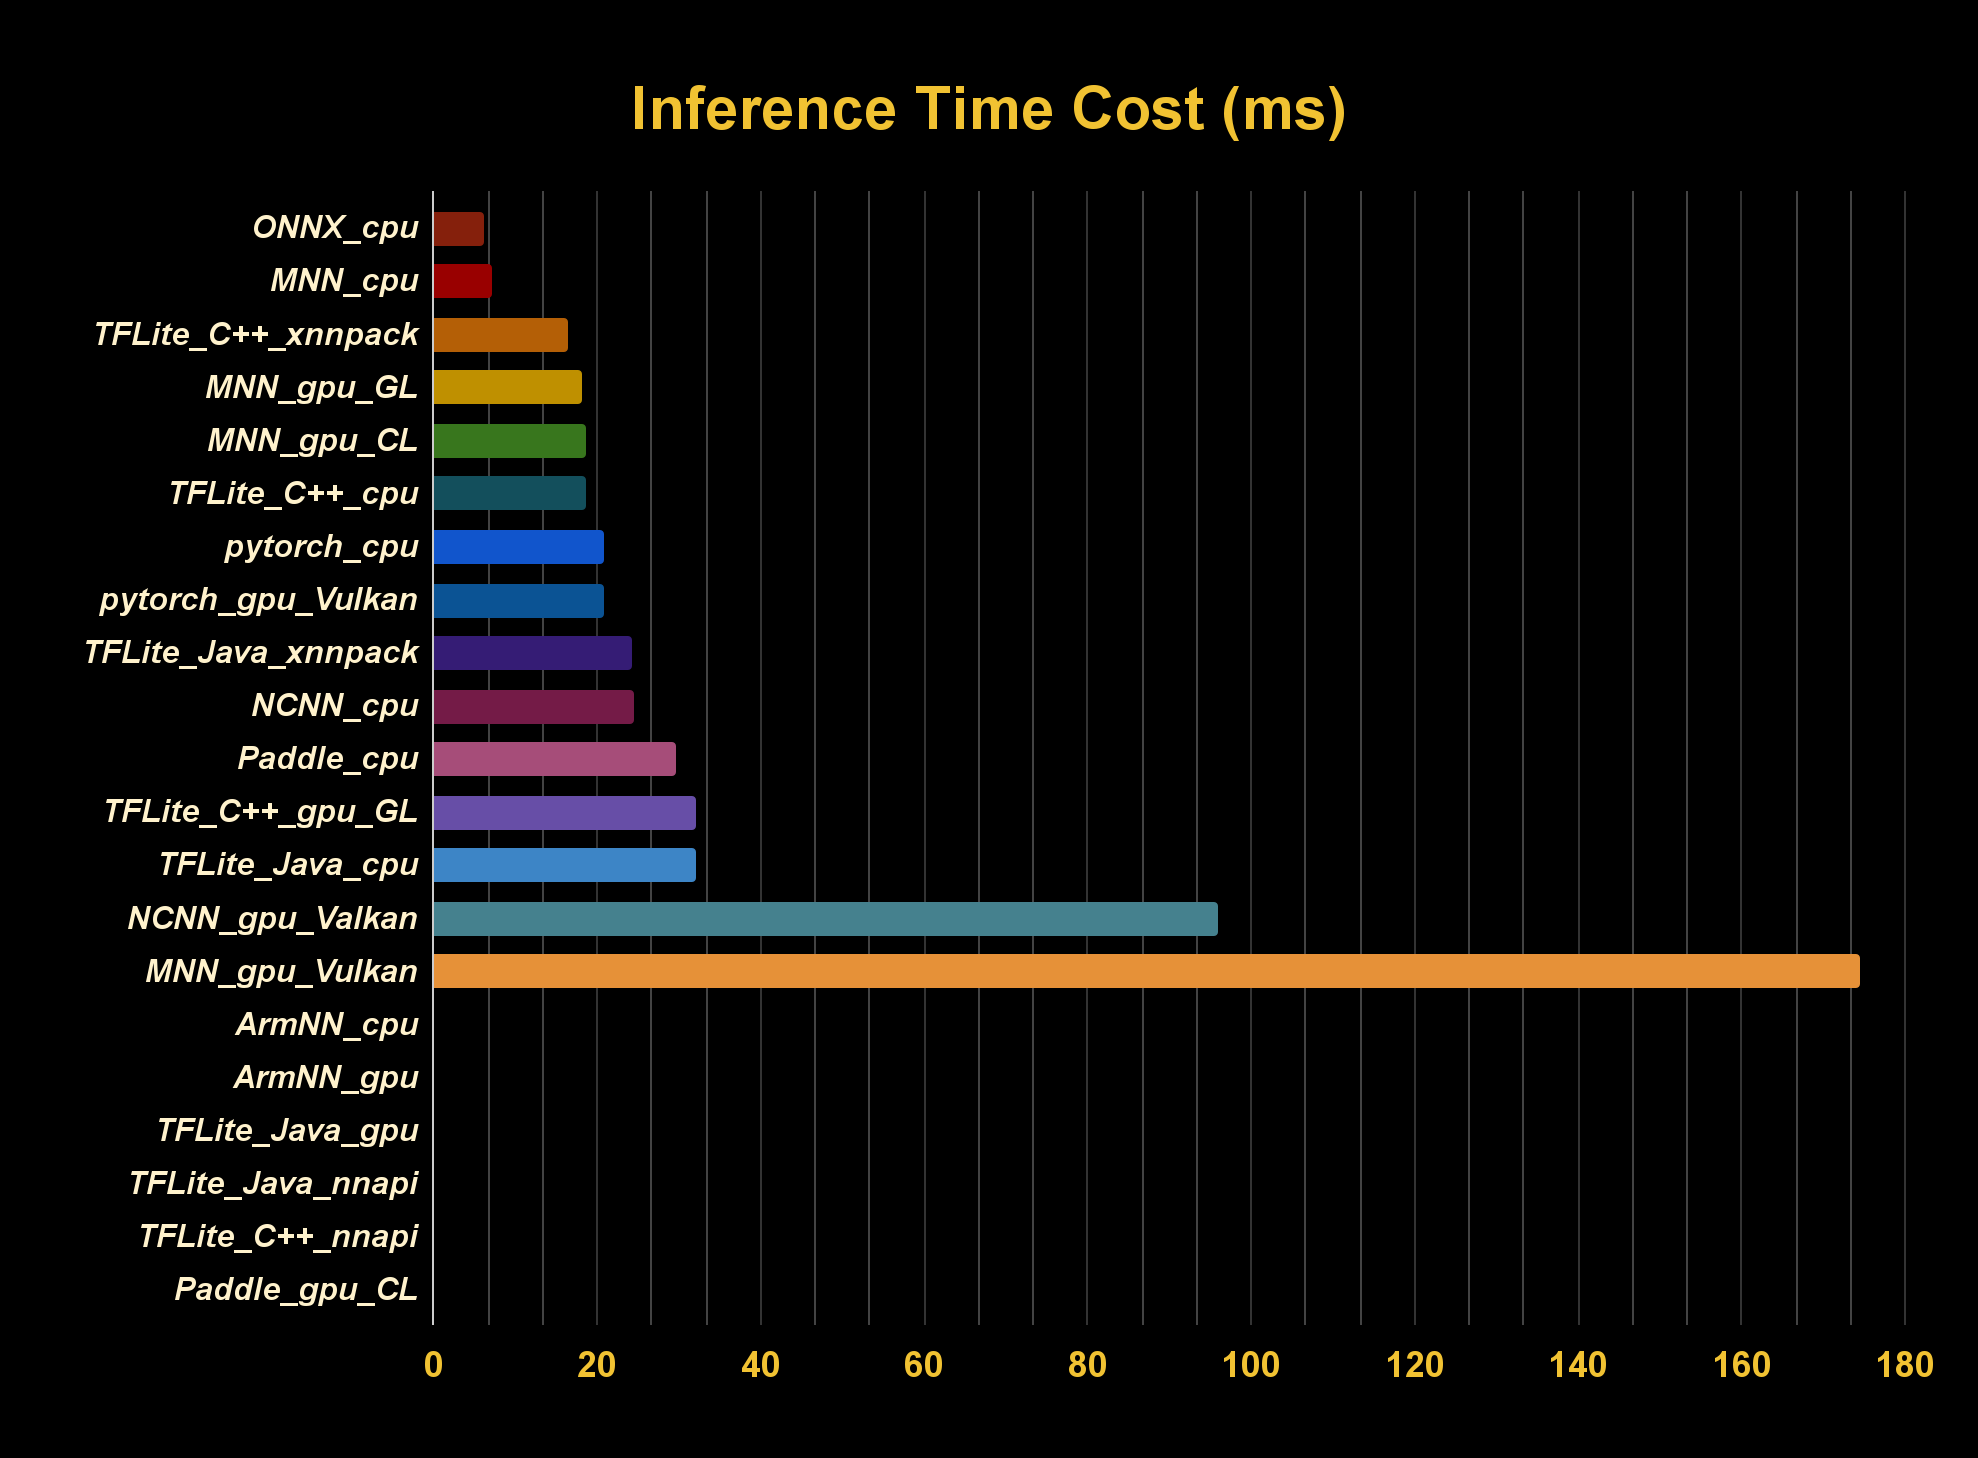 Inference Time Cost (ms)
ONNX_cpu
MNN_cpu
TFLite_C++_xnnpack
MNN_gpu_GL
MNN_gpu_CL
TFLite_C++_cpu
pytorch_cpu
pytorch_gpu_Vulkan
TFLite_Java_xnnpack
NCNN_cpu
Paddle_cpu
TFLite_C++_gpu_GL
TFLite_Java_cpu
NCNN_gpu_Valkan
MNN_gpu_Vulkan
ArmNN_cpu
ArmNN_gpu
TFLite_Java_gpu
TFLite_Java_nnapi
TFLite_C++_nnapi
Paddle_gpu_CL
0 20 40 60 80 100 120 140 160 180